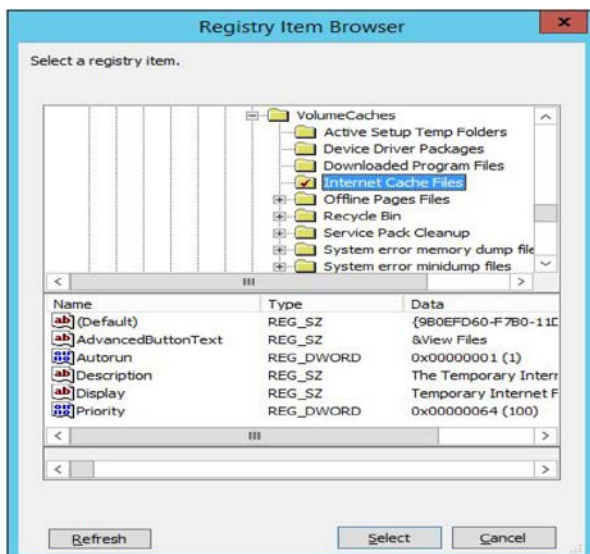 Registry Item Browser
Select a registry item.
VolumeCaches
Active Setup Temp Folders
Device Driver Packages
Downloaded Program Files
Internet Cache Files
Offline Pages Files
Recycle Bin
Service Pack Cleanup
System error memory dump file
System error minidump files
Name Type Data
(Default) REG_SZ {9B0EFD60-F7B0-11D
AdvancedButtonText REG_SZ &View Files
Autorun REG_DWORD 0x00000001 (1)
Description REG_SZ The Temporary Interr
Display REG_SZ Temporary Internet F
Priority REG_DWORD 0x00000064 (100)
Refresh Select Cancel